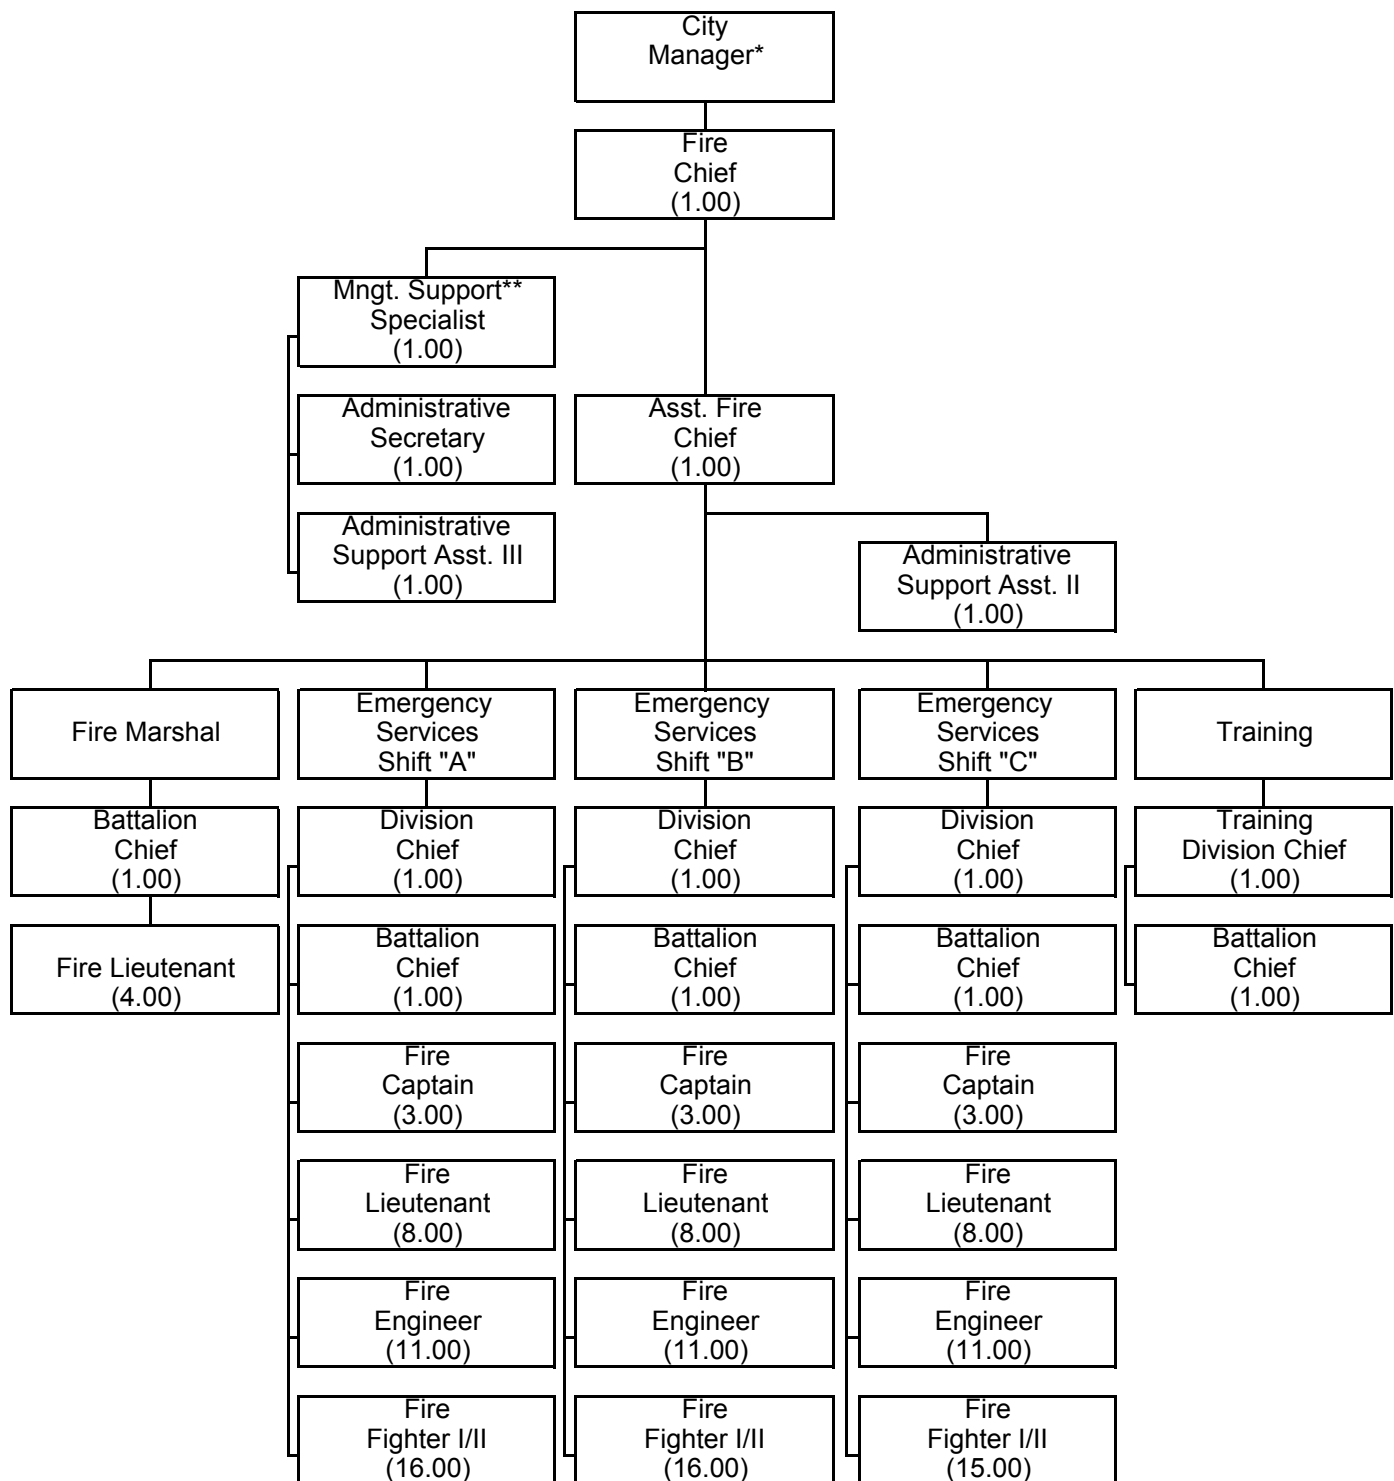 City
Manager*
Fire
Chief
(1.00)
Mngt. Support**
Specialist
(1.00)
Administrative
Secretary
(1.00)
Asst. Fire
Chief
(1.00)
Administrative
Support Asst. III
(1.00)
Administrative
Support Asst. II
(1.00)
Fire Marshal
Emergency
Services
Shift "A"
Emergency
Services
Shift "B"
Emergency
Services
Shift "C"
Training
Battalion
Chief
(1.00)
Division
Chief
(1.00)
Division
Chief
(1.00)
Division
Chief
(1.00)
Training
Division Chief
(1.00)
Fire Lieutenant
(4.00)
Battalion
Chief
(1.00)
Battalion
Chief
(1.00)
Battalion
Chief
(1.00)
Battalion
Chief
(1.00)
Fire
Captain
(3.00)
Fire
Captain
(3.00)
Fire
Captain
(3.00)
Fire
Lieutenant
(8.00)
Fire
Lieutenant
(8.00)
Fire
Lieutenant
(8.00)
Fire
Engineer
(11.00)
Fire
Engineer
(11.00)
Fire
Engineer
(11.00)
Fire
Fighter I/II
(16.00)
Fire
Fighter I/II
(16.00)
Fire
Fighter I/II
(15.00)